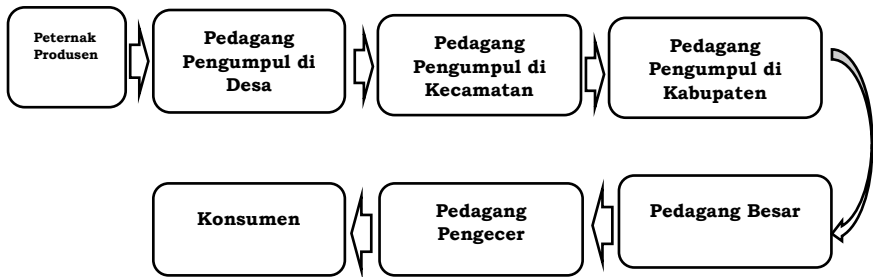 Peternak
Produsen
Pedagang
Pengumpul di
Desa
Pedagang
Pengumpul di
Kecamatan
Pedagang
Pengumpul di
Kabupaten
Pedagang Besar
Pedagang
Pengecer
Konsumen